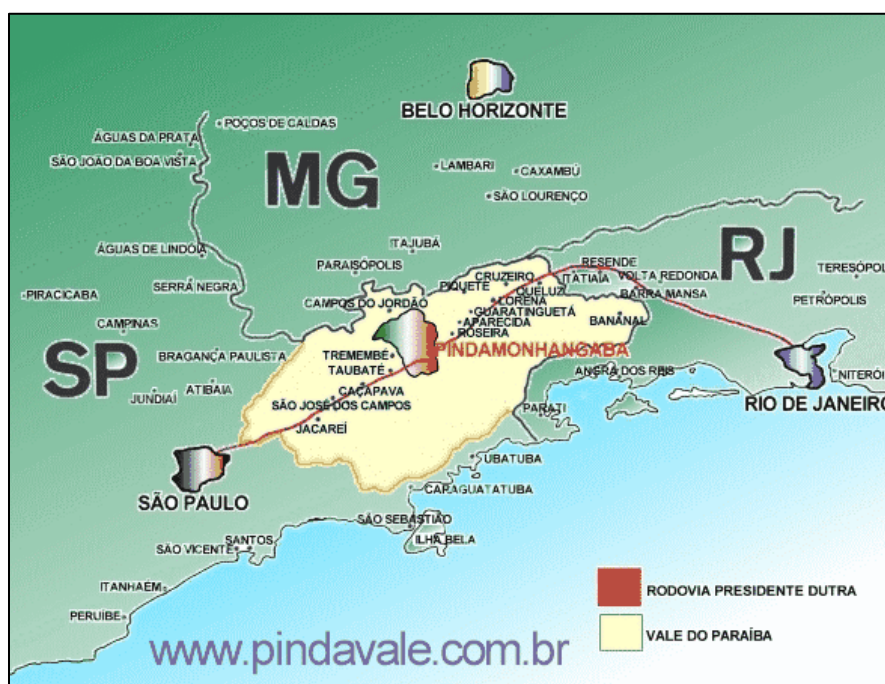 BELO HORIZONTE
POÇOS DE CALDAS
ÁGUAS DA PRATA
SÃO JOÃO DA BOA VISTA
MG
LAMBARI
CAXAMBÚ
SÃO LOURENÇO
RJ
ITAJUBÁ
ÁGUAS DE LINDÓIA
PARAISÓPOLIS
RESENDE
TERESÓPOL
CRUZEIRO
ITATIAIA
VOLTA REDONDA
SERRA NEGRA
PIQUETE
QUELUZ
BARRA MANSA
PETRÓPOLIS
PIRACICABA
CAMPOS DO JORDÃO
LORENA
GUARATINGUETÁ
BANANAL
CAMPINAS
APARECIDA
ROSEIRA
SP
BRAGANÇA PAULISTA
TREMEMBÉ
PINDAMONHANGABA
TAUBATÉ
ANGRA DOS REIS
NITERÓI
ATIBAIA
JUNDIAÍ
CAÇAPAVA
SÃO JOSÉ DOS CAMPOS
PARATI
RIO DE JANEIRO
JACAREÍ
UBATUBA
SÃO PAULO
CARAGUATATUBA
SÃO SEBASTIÃO
ILHA BELA
SANTOS
SÃO VICENTE
ITANHAÉM
PERUÍBE
RODOVIA PRESIDENTE DUTRA
VALE DO PARAÍBA
www.pindavale.com.br